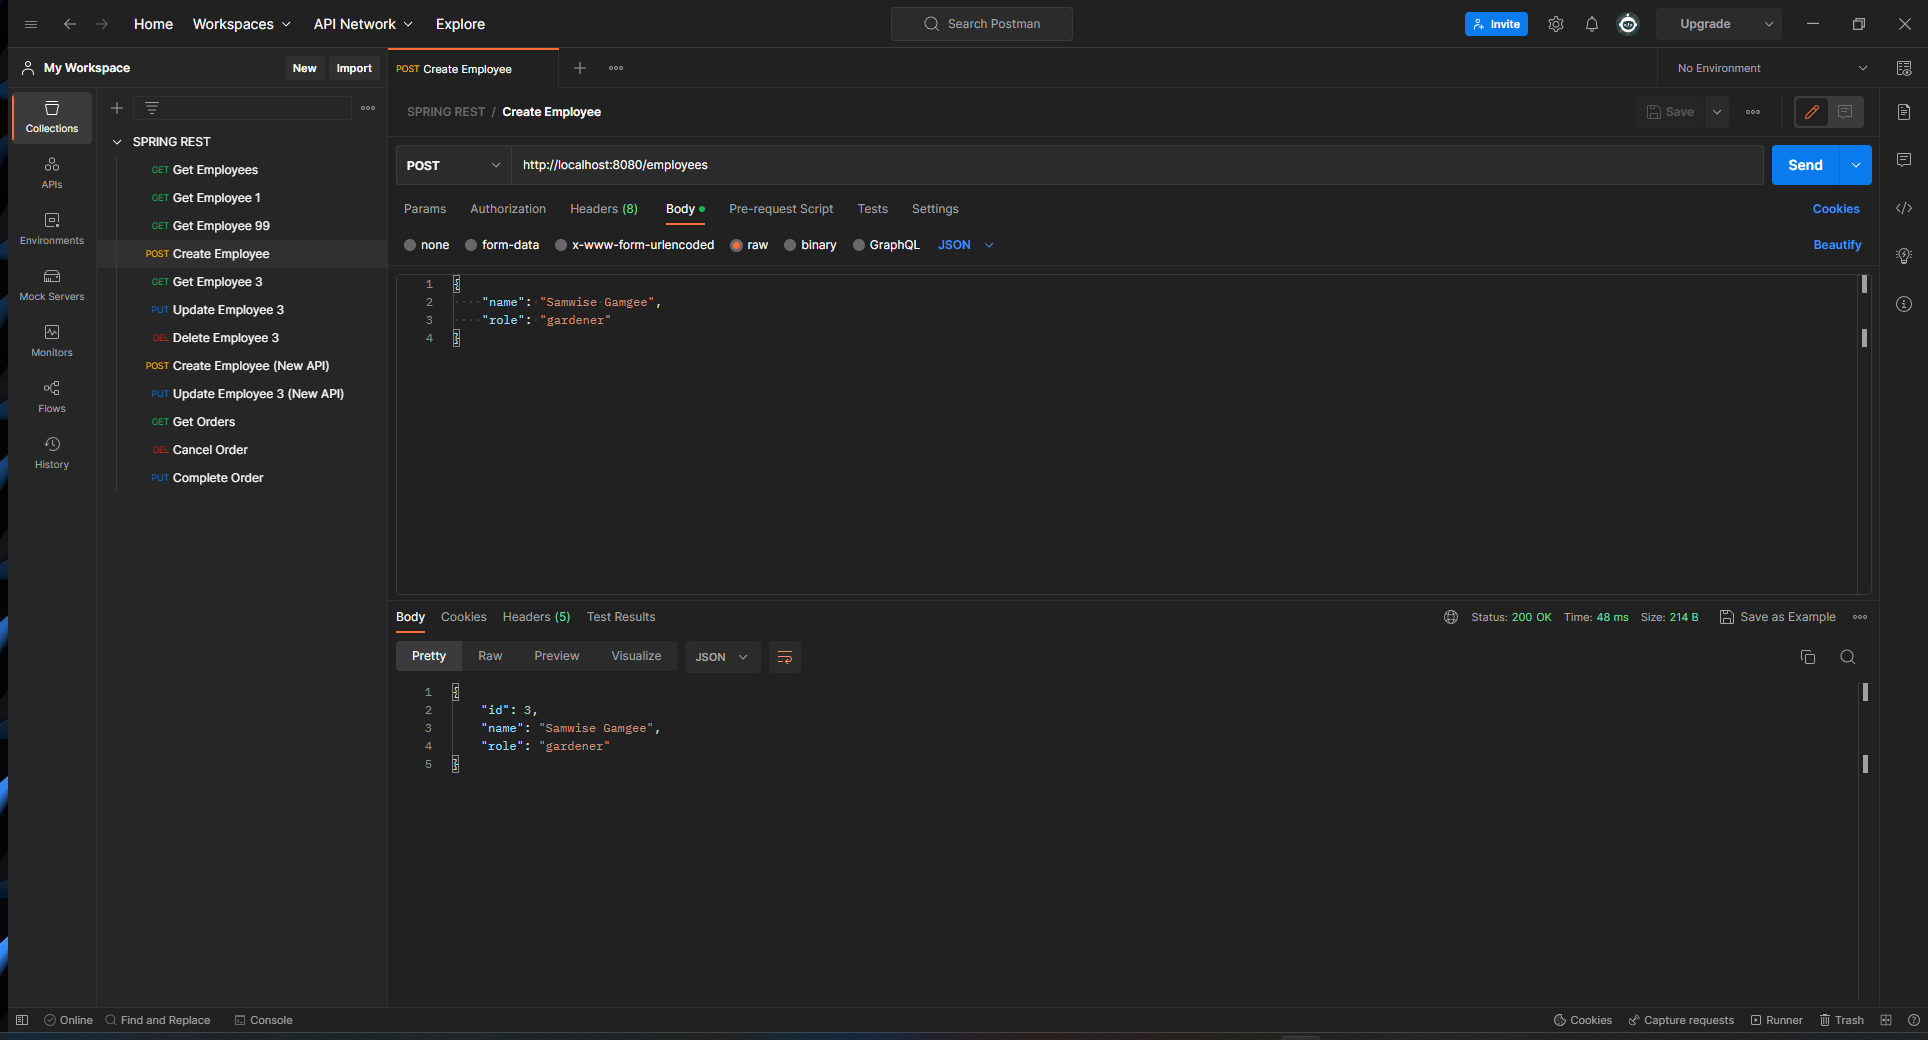 Home Workspaces API Network Explore Search Postman Invite Upgrade
My Workspace New Import POST Create Employee No Environment
SPRING REST / Create Employee Save
Collections
APIs
Environments
Mock Servers
Monitors
Flows
History
SPRING REST
GET Get Employees
GET Get Employee 1
GET Get Employee 99
POST Create Employee
GET Get Employee 3
PUT Update Employee 3
DEL Delete Employee 3
POST Create Employee (New API)
PUT Update Employee 3 (New API)
GET Get Orders
DEL Cancel Order
PUT Complete Order
POST http://localhost:8080/employees Send
Params Authorization Headers (8) Body Pre-request Script Tests Settings Cookies
none form-data x-www-form-urlencoded raw binary GraphQL JSON Beautify
1 {
2 "name": "Samwise Gamgee",
3 "role": "gardener"
4 }
Body Cookies Headers (5) Test Results Status: 200 OK Time: 48 ms Size: 214 B Save as Example
Pretty Raw Preview Visualize JSON
1 {
2 "id": 3,
3 "name": "Samwise Gamgee",
4 "role": "gardener"
5 }
Online Find and Replace Console Cookies Capture requests Runner Trash